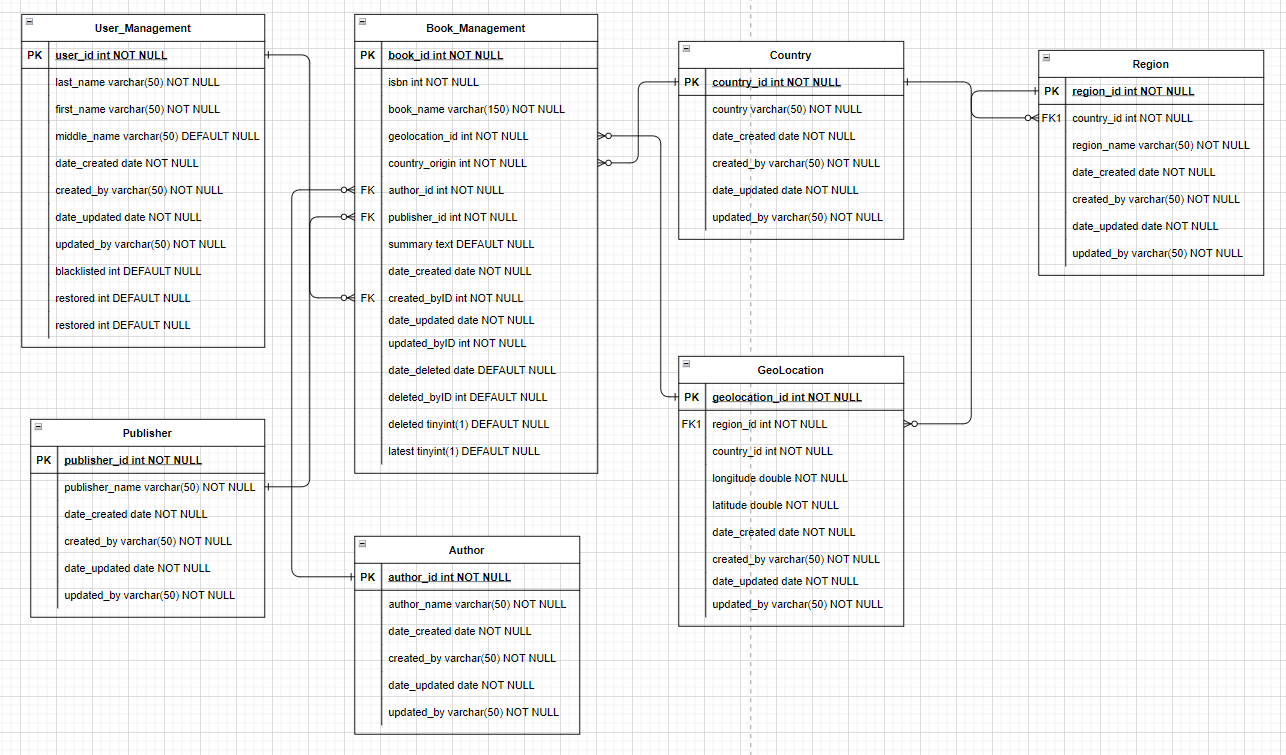 User_Management
PK user_id int NOT NULL
last_name varchar(50) NOT NULL
first_name varchar(50) NOT NULL
middle_name varchar(50) DEFAULT NULL
date_created date NOT NULL
created_by varchar(50) NOT NULL
date_updated date NOT NULL
updated_by varchar(50) NOT NULL
blacklisted int DEFAULT NULL
restored int DEFAULT NULL
restored int DEFAULT NULL
Book_Management
PK book_id int NOT NULL
isbn int NOT NULL
book_name varchar(150) NOT NULL
geolocation_id int NOT NULL
country_origin int NOT NULL
FK author_id int NOT NULL
FK publisher_id int NOT NULL
summary text DEFAULT NULL
date_created date NOT NULL
FK created_byID int NOT NULL
date_updated date NOT NULL
updated_byID int NOT NULL
date_deleted date DEFAULT NULL
deleted_byID int DEFAULT NULL
deleted tinyint(1) DEFAULT NULL
latest tinyint(1) DEFAULT NULL
Country
PK country_id int NOT NULL
country varchar(50) NOT NULL
date_created date NOT NULL
created_by varchar(50) NOT NULL
date_updated date NOT NULL
updated_by varchar(50) NOT NULL
Region
PK region_id int NOT NULL
FK1 country_id int NOT NULL
region_name varchar(50) NOT NULL
date_created date NOT NULL
created_by varchar(50) NOT NULL
date_updated date NOT NULL
updated_by varchar(50) NOT NULL
Publisher
PK publisher_id int NOT NULL
publisher_name varchar(50) NOT NULL
date_created date NOT NULL
created_by varchar(50) NOT NULL
date_updated date NOT NULL
updated_by varchar(50) NOT NULL
Author
PK author_id int NOT NULL
author_name varchar(50) NOT NULL
date_created date NOT NULL
created_by varchar(50) NOT NULL
date_updated date NOT NULL
updated_by varchar(50) NOT NULL
GeoLocation
PK geolocation_id int NOT NULL
FK1 region_id int NOT NULL
country_id int NOT NULL
longitude double NOT NULL
latitude double NOT NULL
date_created date NOT NULL
created_by varchar(50) NOT NULL
date_updated date NOT NULL
updated_by varchar(50) NOT NULL